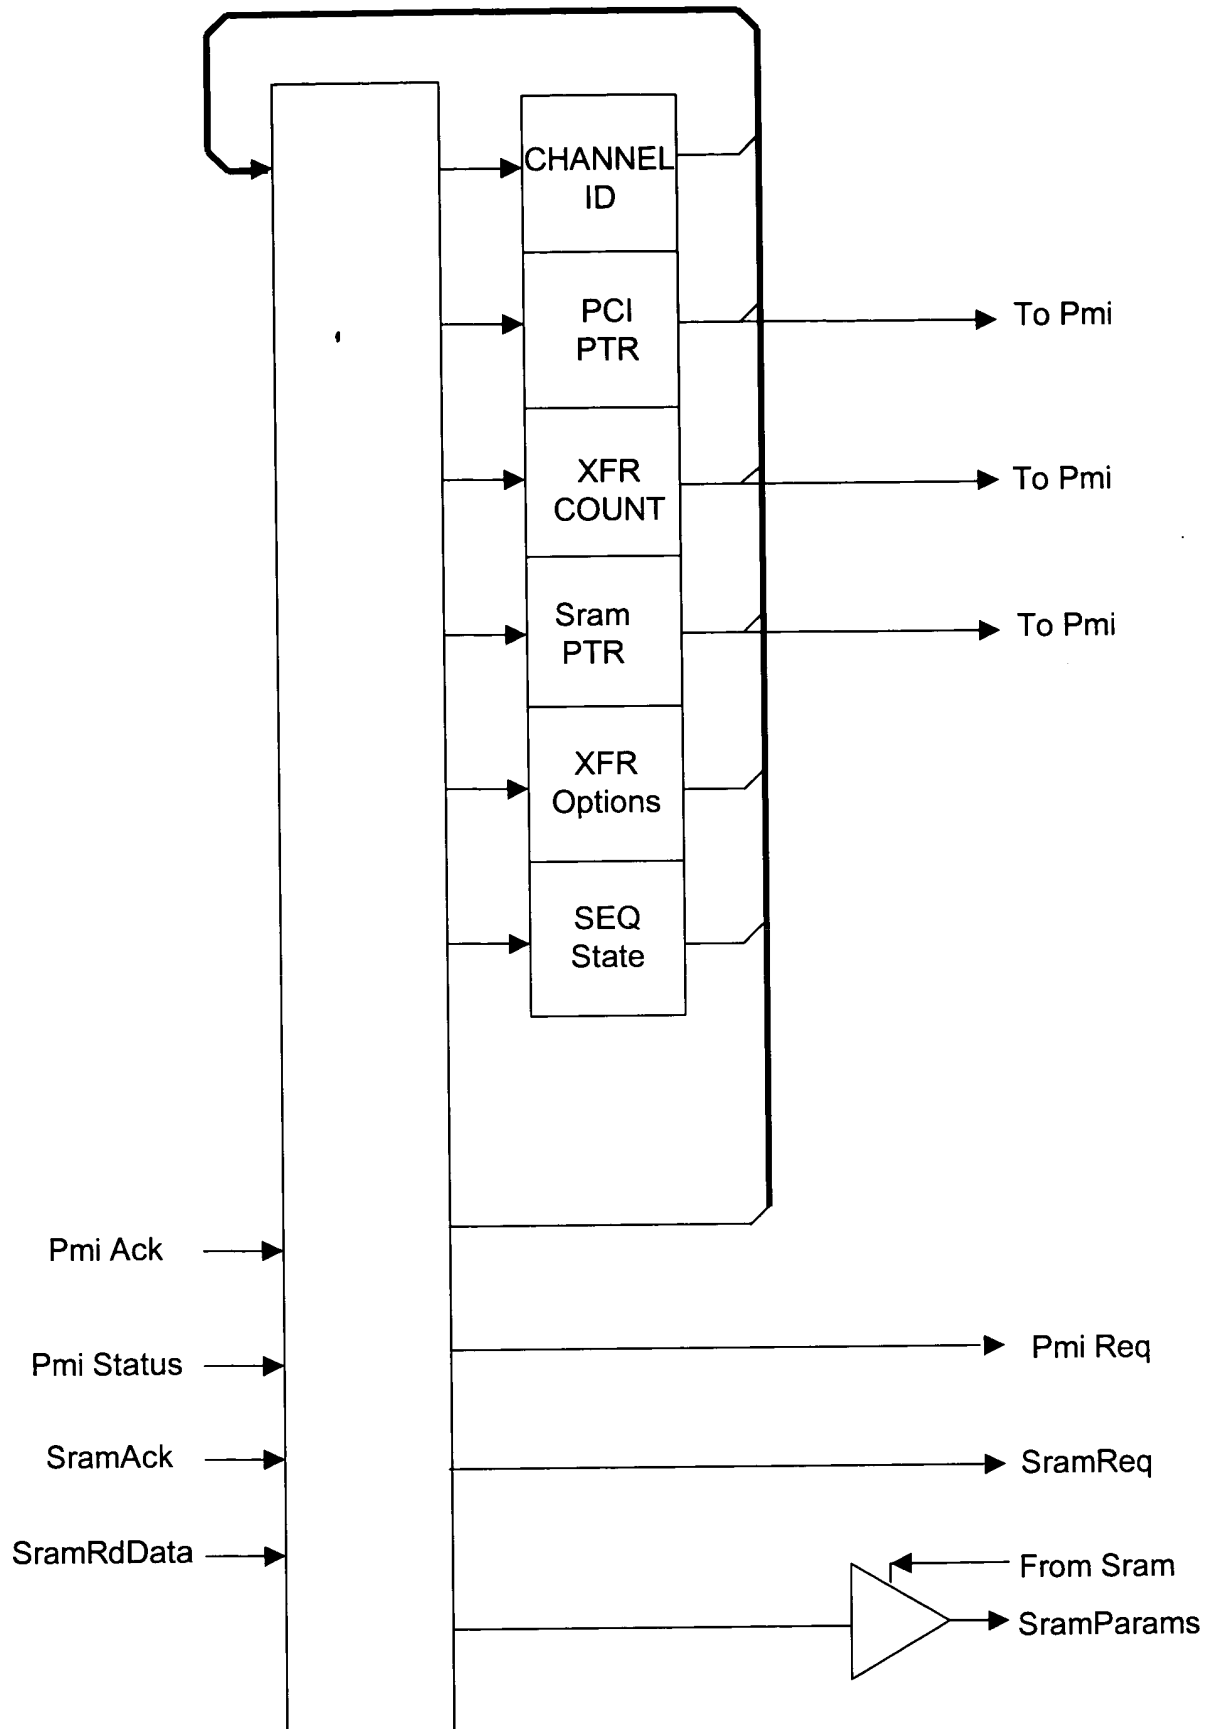 CHANNEL
ID
PCI
PTR
To Pmi
XFR
COUNT
To Pmi
Sram
PTR
To Pmi
XFR
Options
SEQ
State
Pmi Ack
Pmi Status
Pmi Req
SramAck
SramReq
SramRdData
From Sram
SramParams